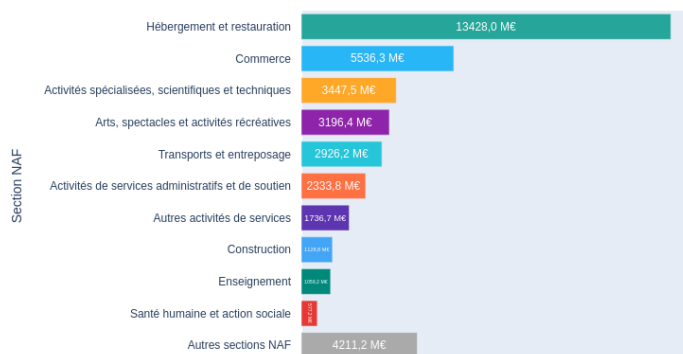 Section NAF
Hébergement et restauration 13428,0 M€
Commerce 5536,3 M€
Activités spécialisées, scientifiques et techniques 3447,5 M€
Arts, spectacles et activités récréatives 3196,4 M€
Transports et entreposage 2926,2 M€
Activités de services administratifs et de soutien 2333,8 M€
Autres activités de services 1736,7 M€
Construction M€
Enseignement M€
Santé humaine et action sociale M€
Autres sections NAF 4211,2 M€